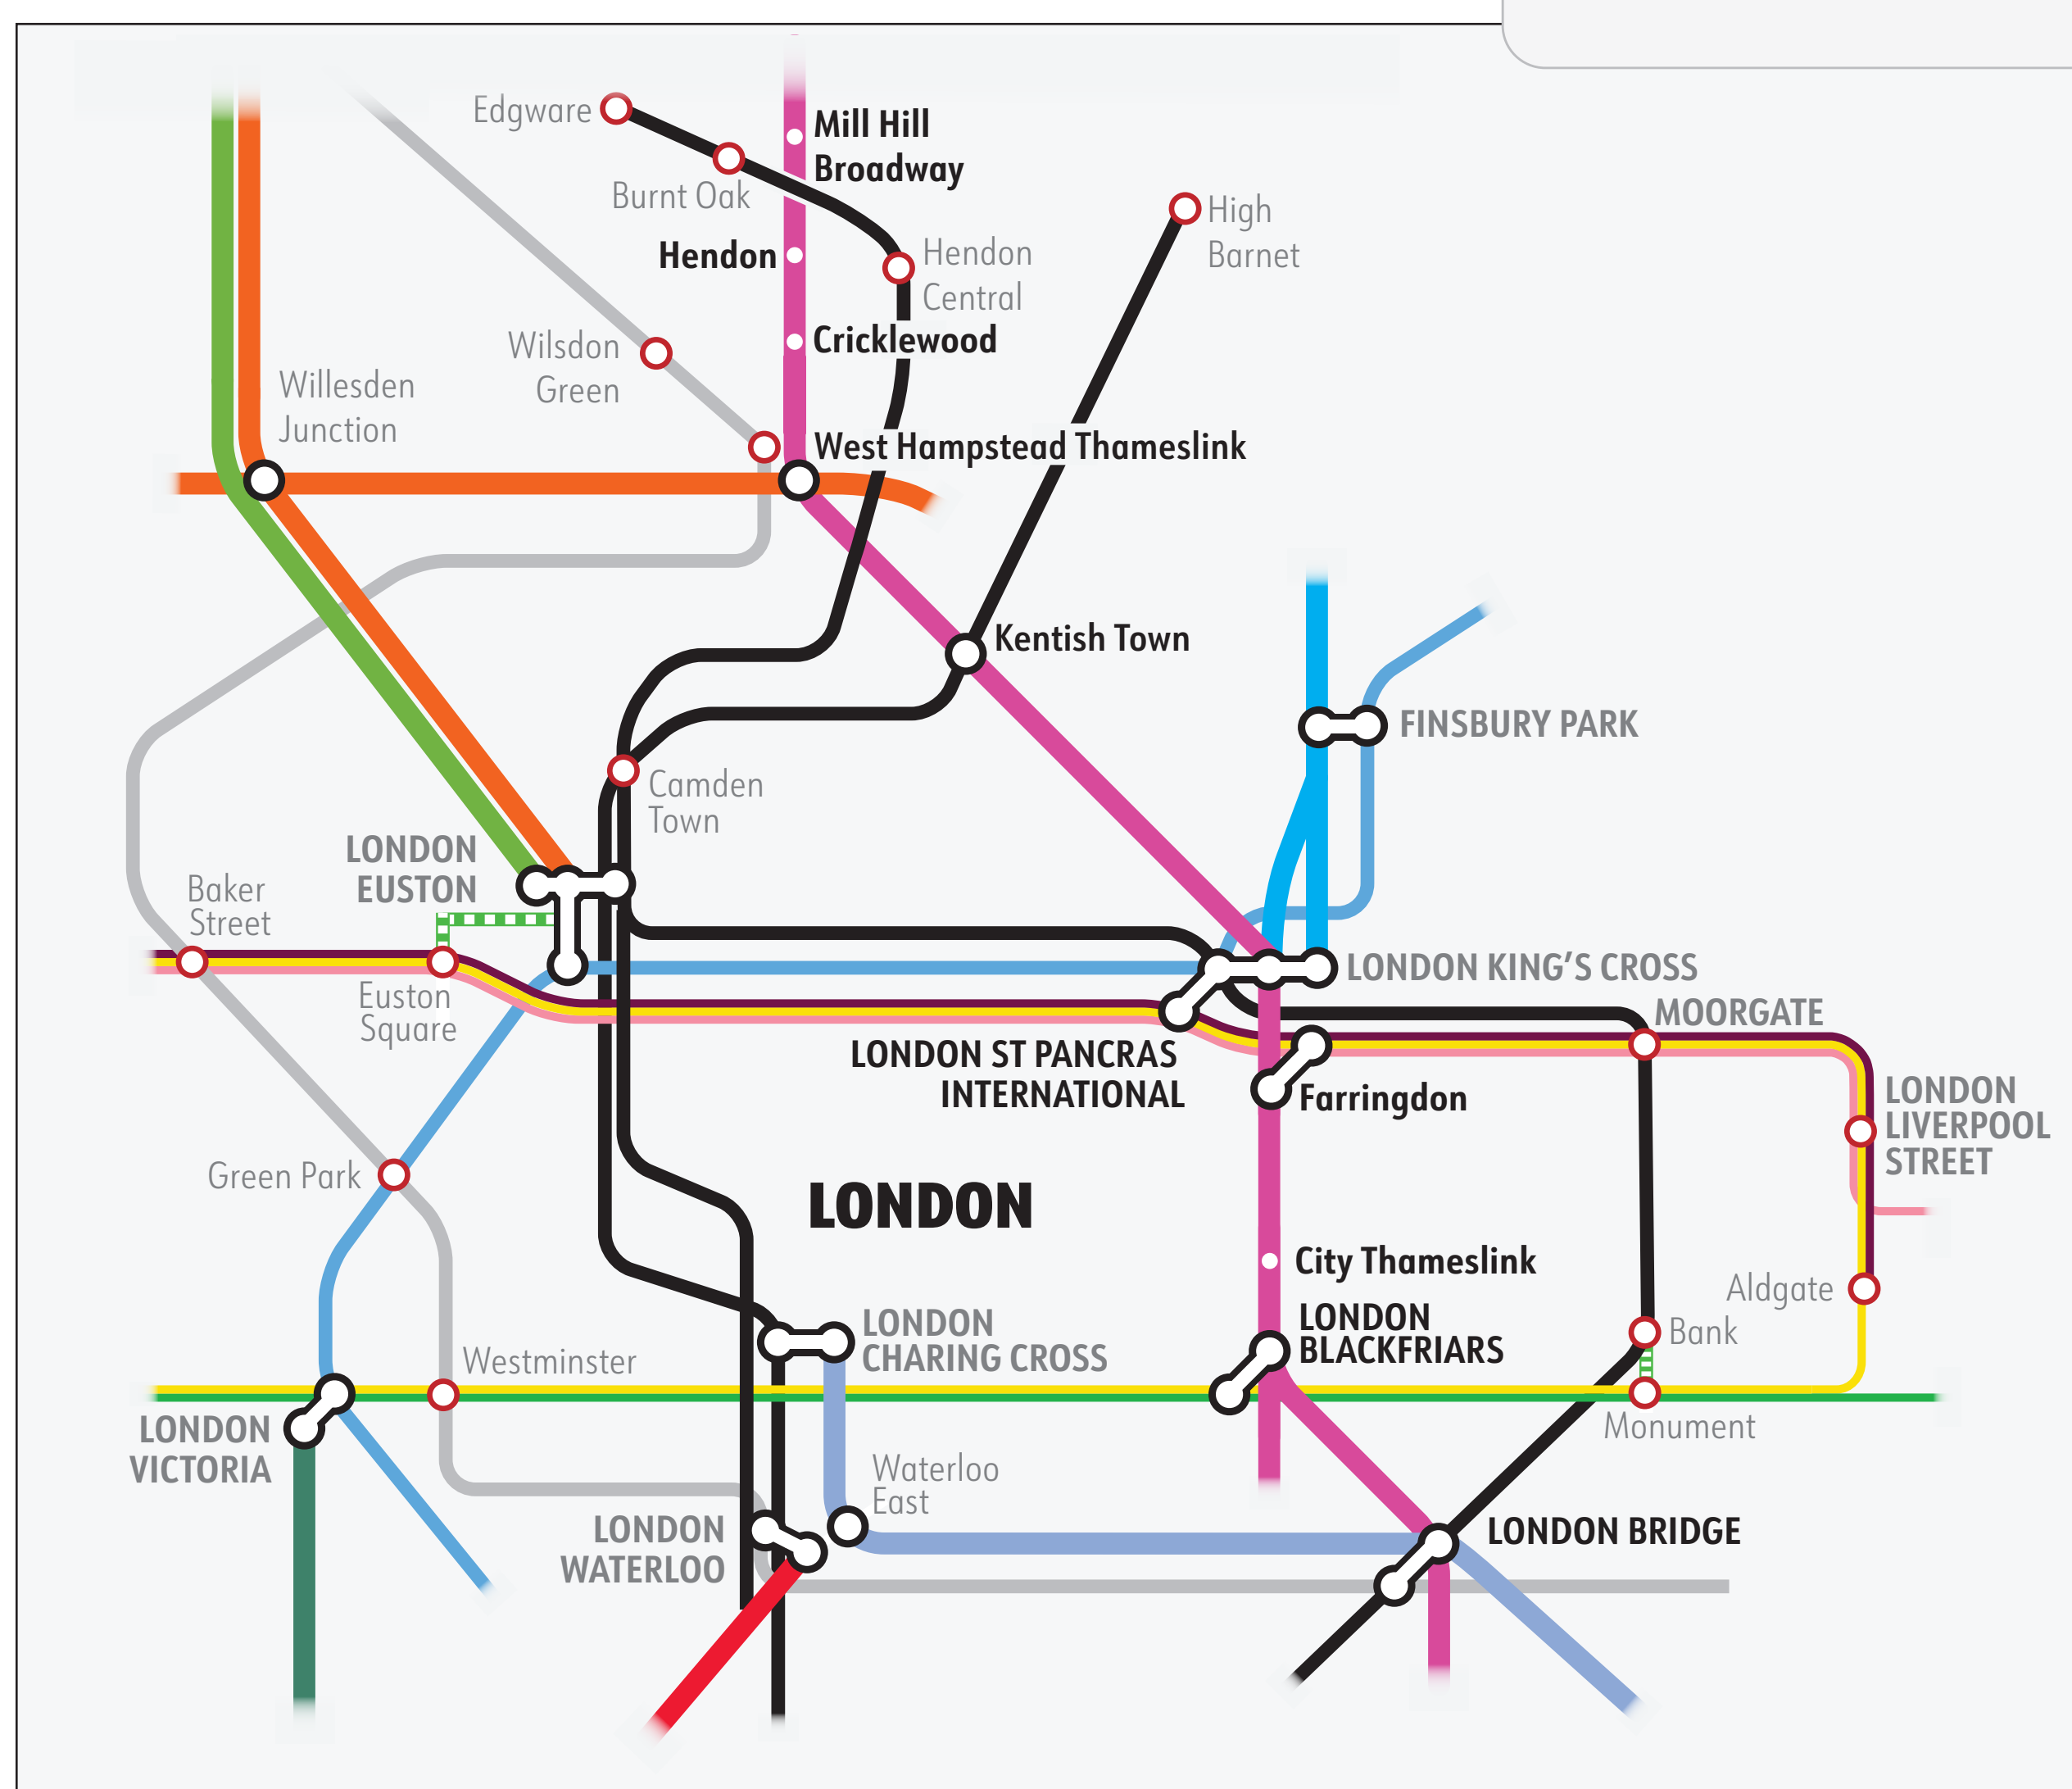 Edgware
Mill Hill
Broadway
Burnt Oak
High
Barnet
Hendon
Hendon
Central
Wilsdon
Green
Cricklewood
Willesden
Junction
West Hampstead Thameslink
Kentish Town
FINSBURY PARK
Camden
Town
LONDON
EUSTON
Baker
Street
LONDON KING'S CROSS
Euston
Square
MOORGATE
LONDON ST PANCRAS
INTERNATIONAL
Farringdon
LONDON
LIVERPOOL
STREET
Green Park
LONDON
City Thameslink
Aldgate
LONDON
CHARING CROSS
LONDON
BLACKFRIARS
Bank
Westminster
LONDON
VICTORIA
Monument
Waterloo
East
LONDON
WATERLOO
LONDON BRIDGE